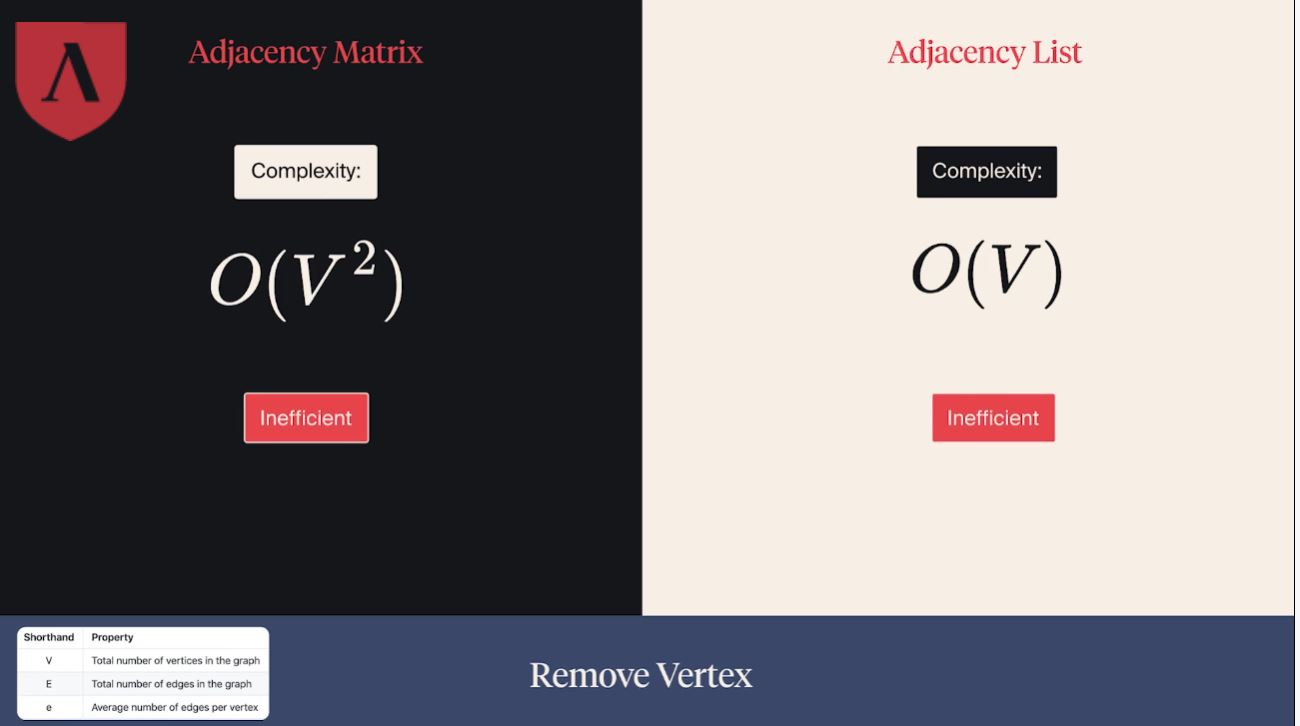 Adjacency Matrix
Complexity:
O(V²)
Inefficient
Adjacency List
Complexity:
O(V)
Inefficient
Shorthand Property
V Total number of vertices in the graph
E Total number of edges in the graph
e Average number of edges per vertex
Remove Vertex